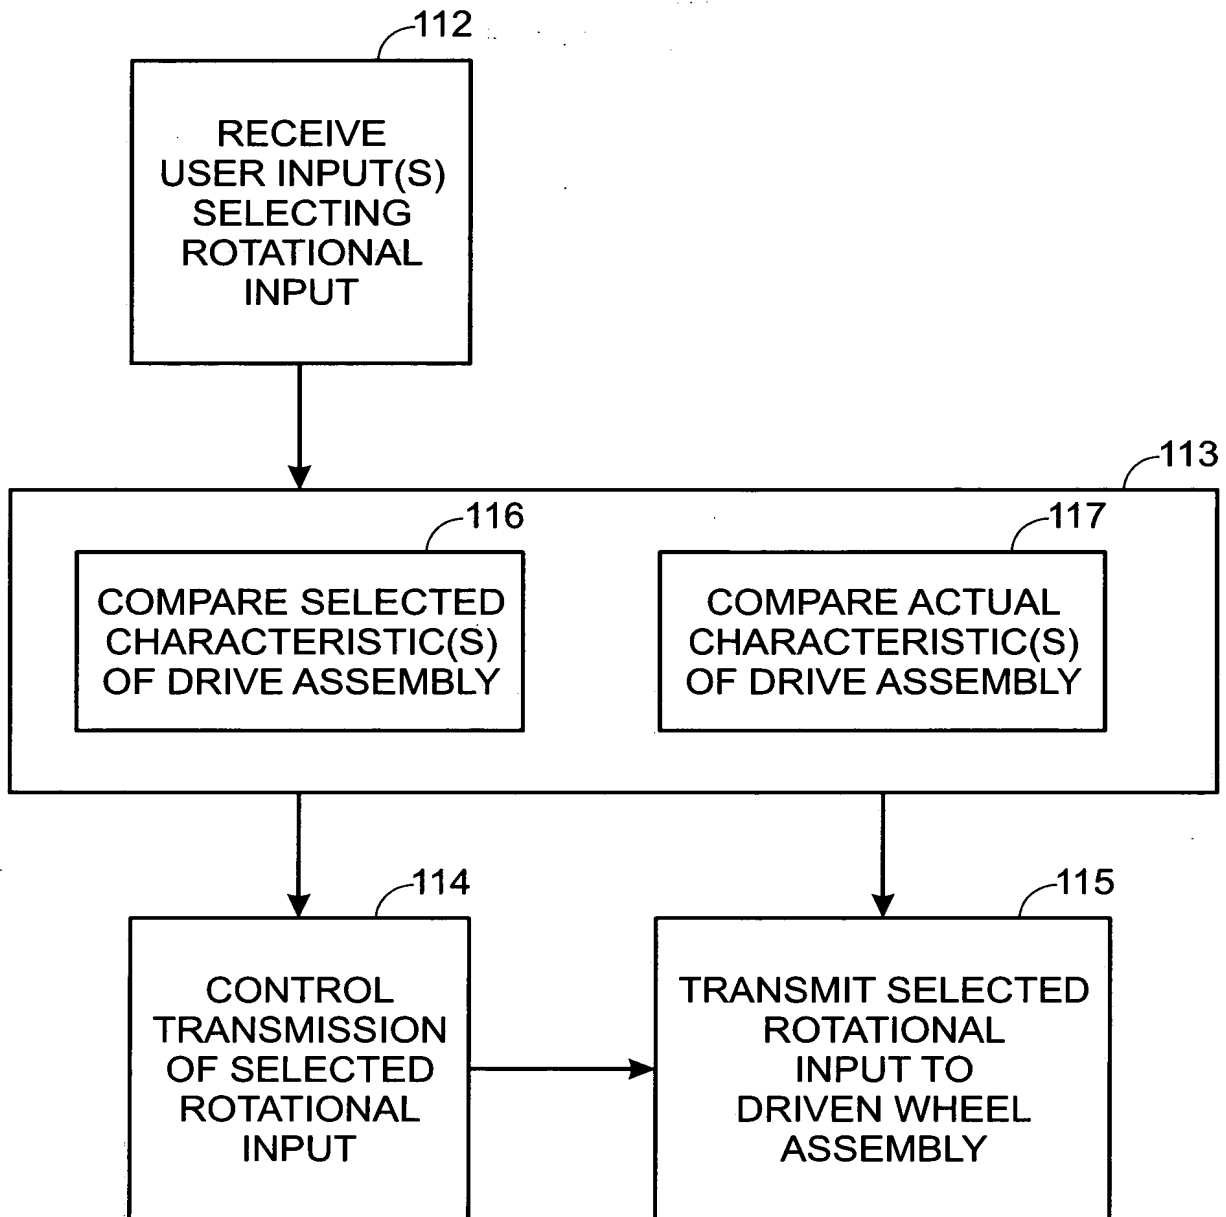 112
RECEIVE
USER INPUT(S)
SELECTING
ROTATIONAL
INPUT
113
116
COMPARE SELECTED
CHARACTERISTIC(S)
OF DRIVE ASSEMBLY
117
COMPARE ACTUAL
CHARACTERISTIC(S)
OF DRIVE ASSEMBLY
114
CONTROL
TRANSMISSION
OF SELECTED
ROTATIONAL
INPUT
115
TRANSMIT SELECTED
ROTATIONAL
INPUT TO
DRIVEN WHEEL
ASSEMBLY